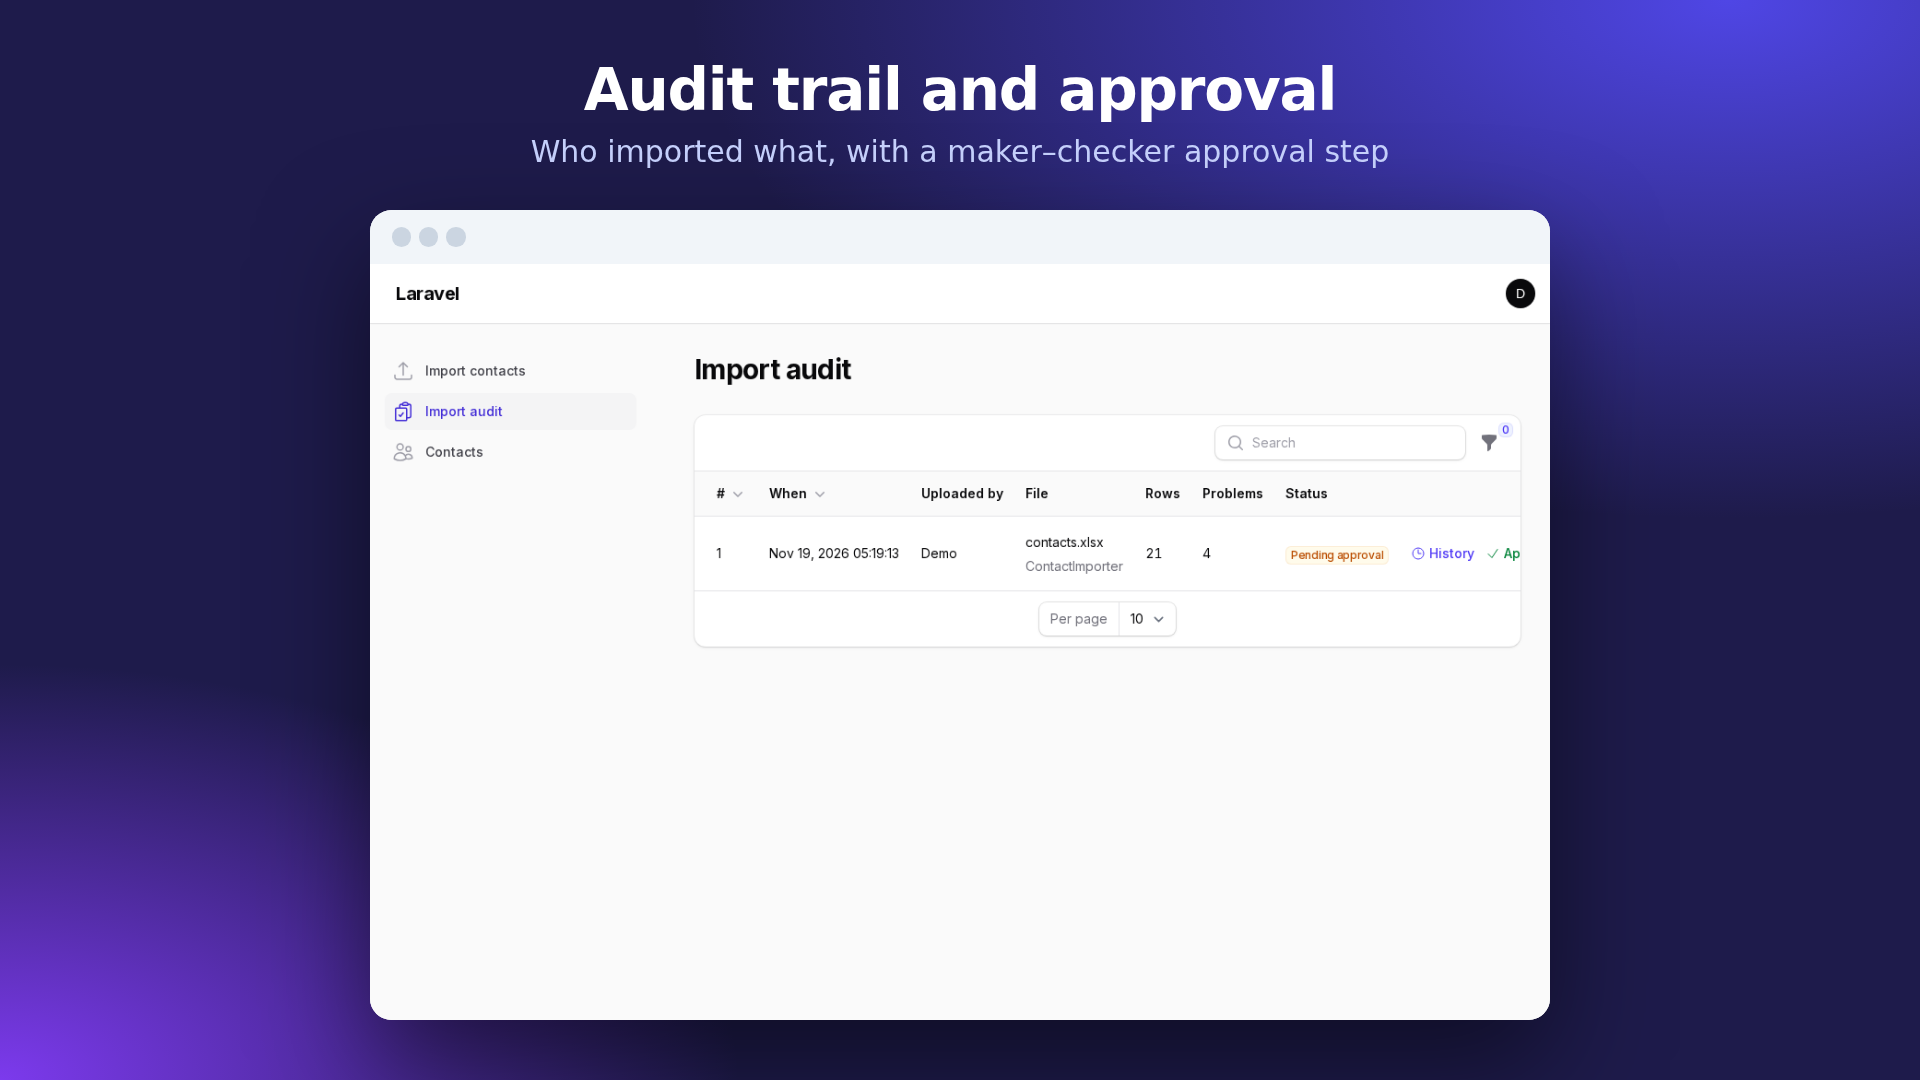 Audit trail and approval
Who imported what, with a maker–checker approval step
Laravel
D
Import contacts
Import audit
Contacts
Import audit
Search
0
# When Uploaded by File Rows Problems Status
1 Nov 19, 2026 05:19:13 Demo contacts.xlsx 21 4 Pending approval History Ap
ContactImporter
Per page 10